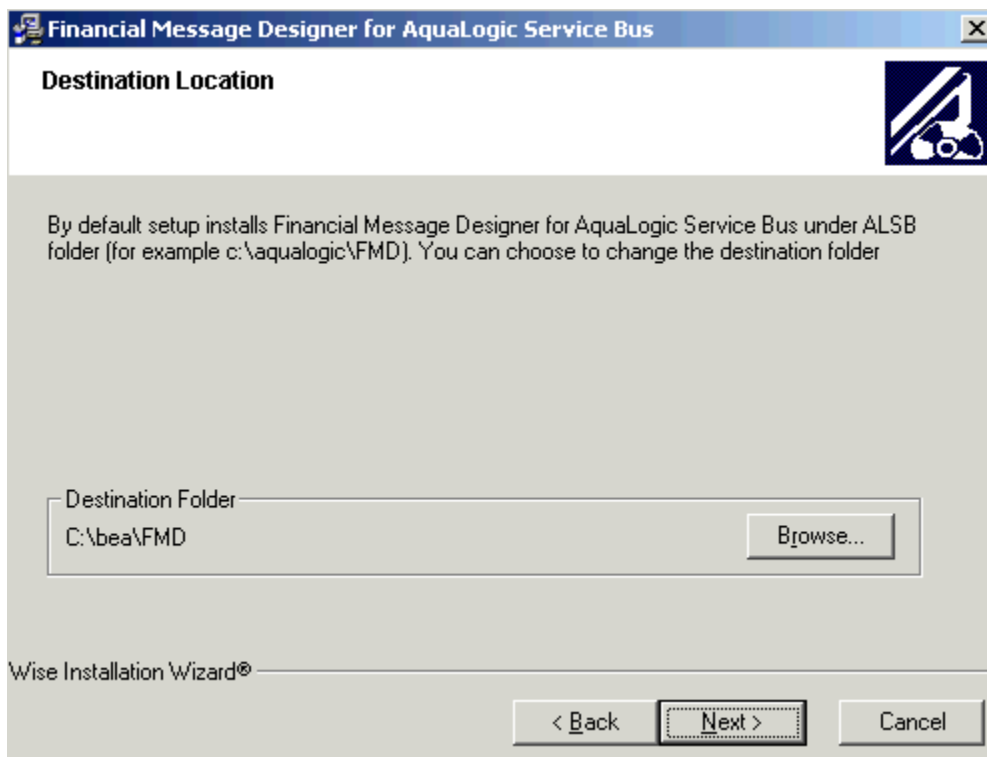 Financial Message Designer for AquaLogic Service Bus
Destination Location
By default setup installs Financial Message Designer for AquaLogic Service Bus under ALSB
folder (for example c:\aqualogic\FMD). You can choose to change the destination folder
Destination Folder
C:\bea\FMD
Browse...
Wise Installation Wizard®
< Back
Next >
Cancel